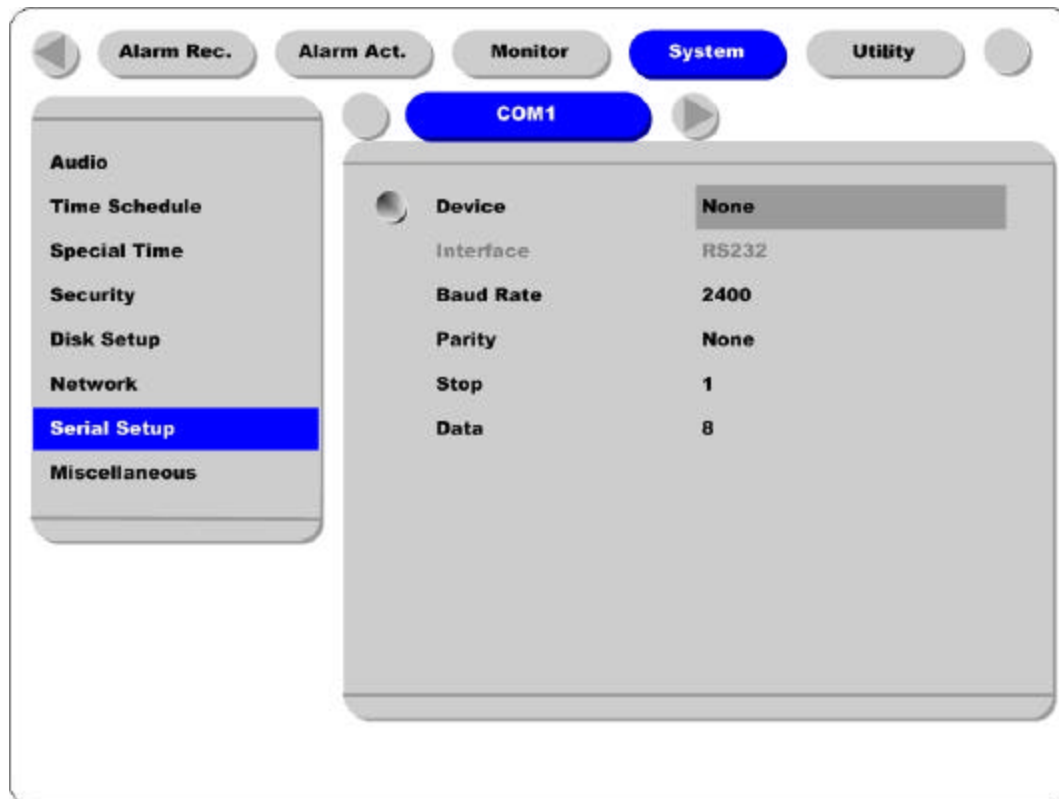 Alarm Rec. Alarm Act. Monitor System Utility
COM1
Audio
Time Schedule
Special Time
Security
Disk Setup
Network
Serial Setup
Miscellaneous
Device None
Interface RS232
Baud Rate 2400
Parity None
Stop 1
Data 8